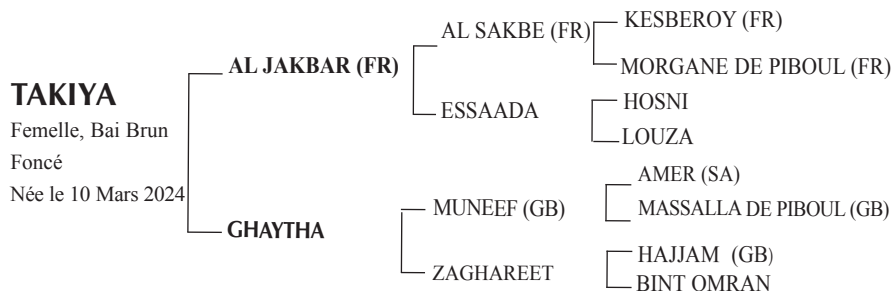 TAKIYA
Femelle, Bai Brun
Foncé
Née le 10 Mars 2024
AL JAKBAR (FR)
GHAYTHA
AL SAKBE (FR)
ESSAADA
MUNEEF (GB)
ZAGHAREET
KESBEROY (FR)
MORGANE DE PIBOUL (FR)
HOSNI
LOUZA
AMER (SA)
MASSALLA DE PIBOUL (GB)
HAJJAM (GB)
BINT OMRAN